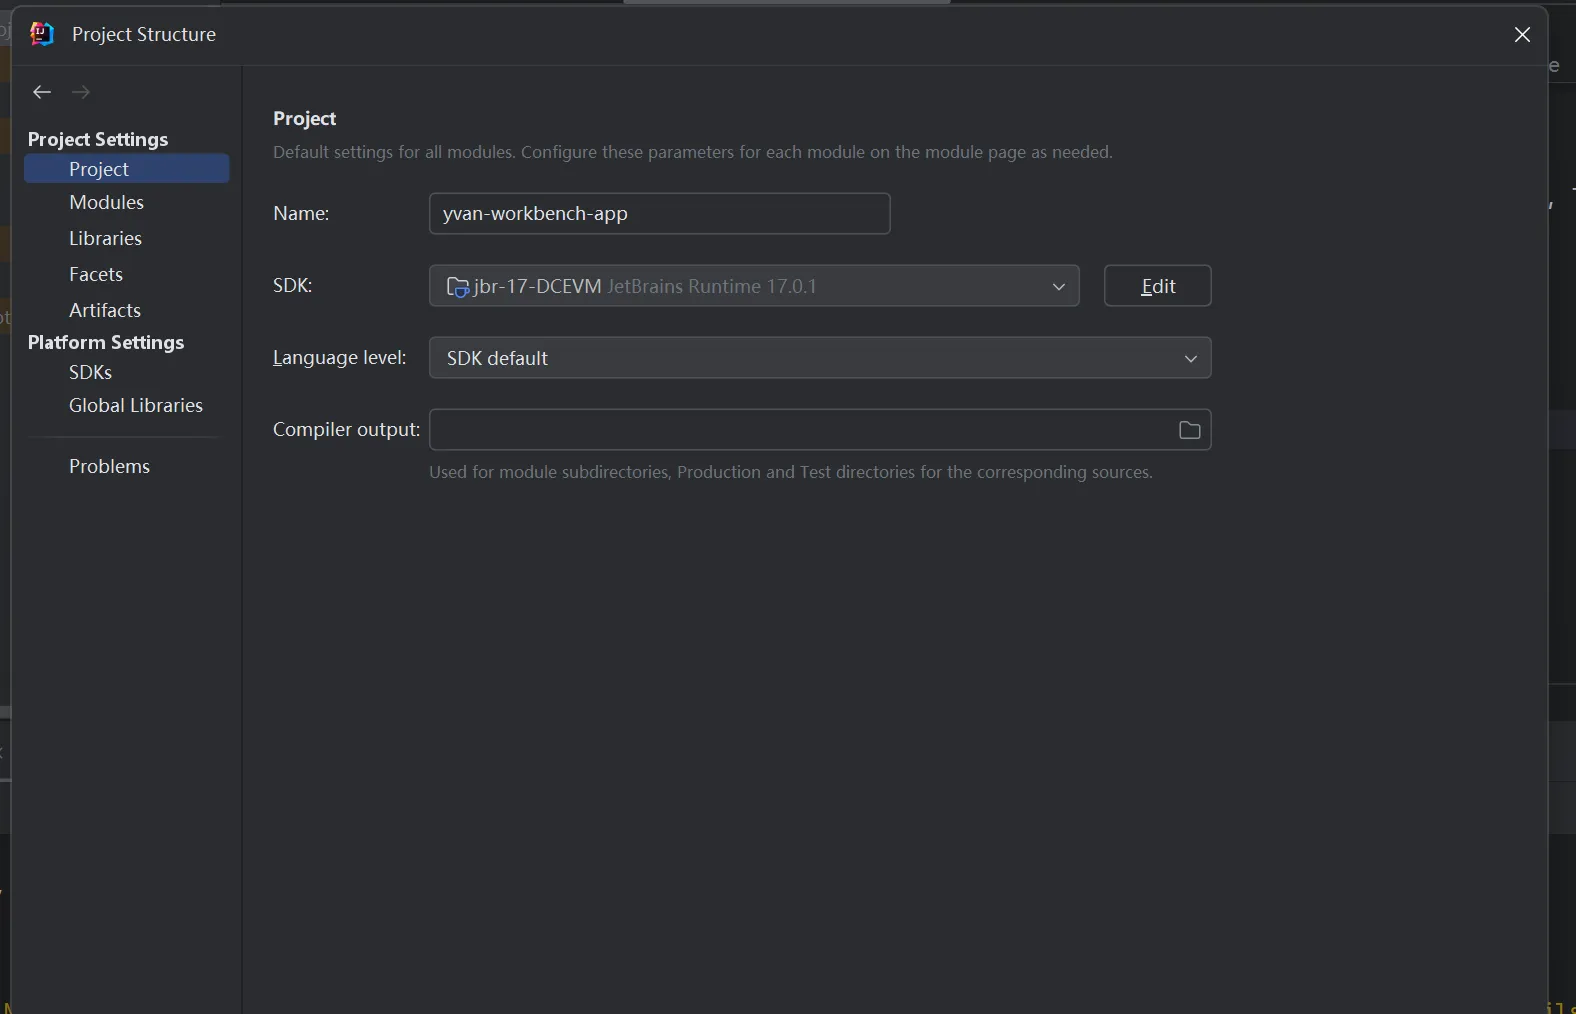 Project Structure
Project Settings
Project
Modules
Libraries
Facets
Artifacts
Platform Settings
SDKs
Global Libraries
Problems
Project
Default settings for all modules. Configure these parameters for each module on the module page as needed.
Name: yvan-workbench-app
SDK: jbr-17-DCEVM JetBrains Runtime 17.0.1 Edit
Language level: SDK default
Compiler output:
Used for module subdirectories, Production and Test directories for the corresponding sources.